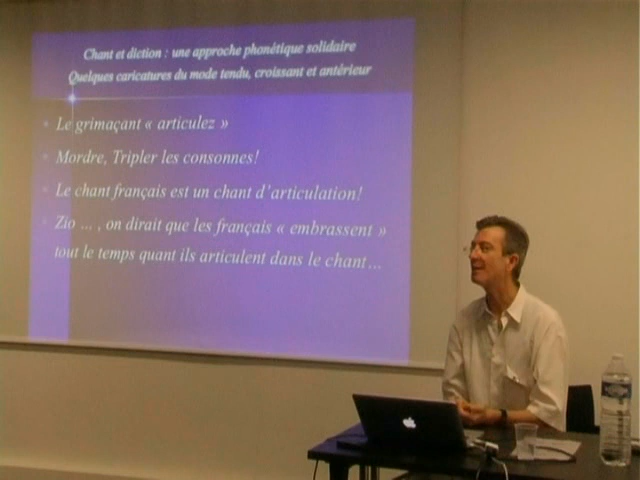 Chant et diction : une approche phonétique solidaire
Quelques caricatures du mode tendu, croissant et antérieur
Le grimaçant « articulez »
Mordre, Tripler les consonnes!
Le chant français est un chant d'articulation!
Zio ... , on dirait que les français « embrassent »
tout le temps quant ils articulent dans le chant...